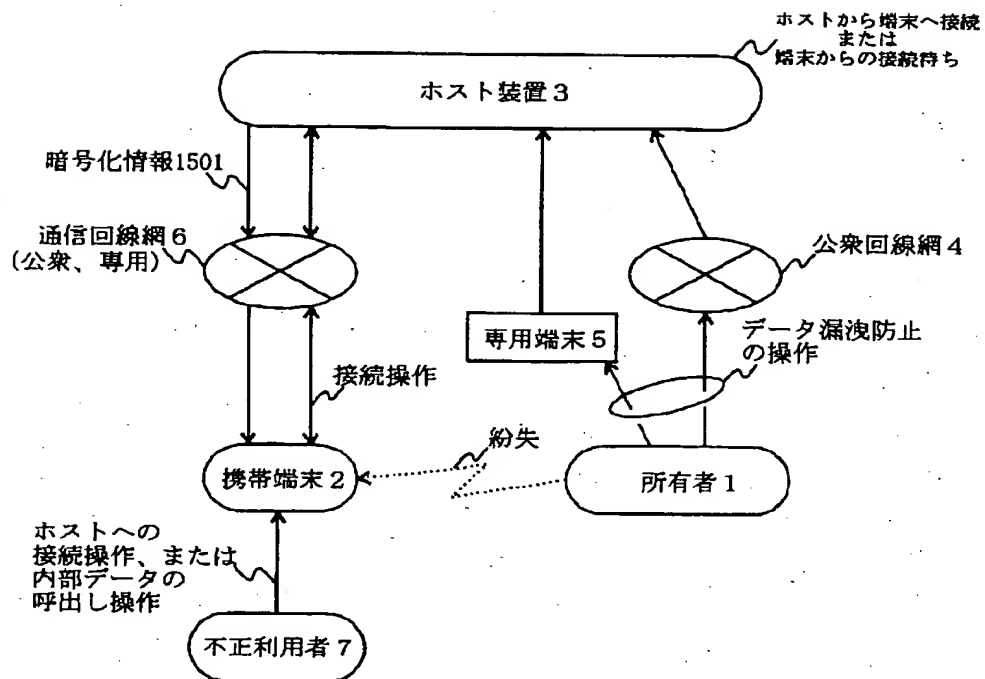 ホストから端末へ接続
または
端末からの接続待ち
ホスト装置3
暗号化情報1501
通信回線網6
(公衆、専用)
公衆回線網4
専用端末5
データ漏洩防止
の操作
接続操作
紛失
携帯端末2
所有者1
ホストへの
接続操作、または
内部データの
呼出し操作
不正利用者7